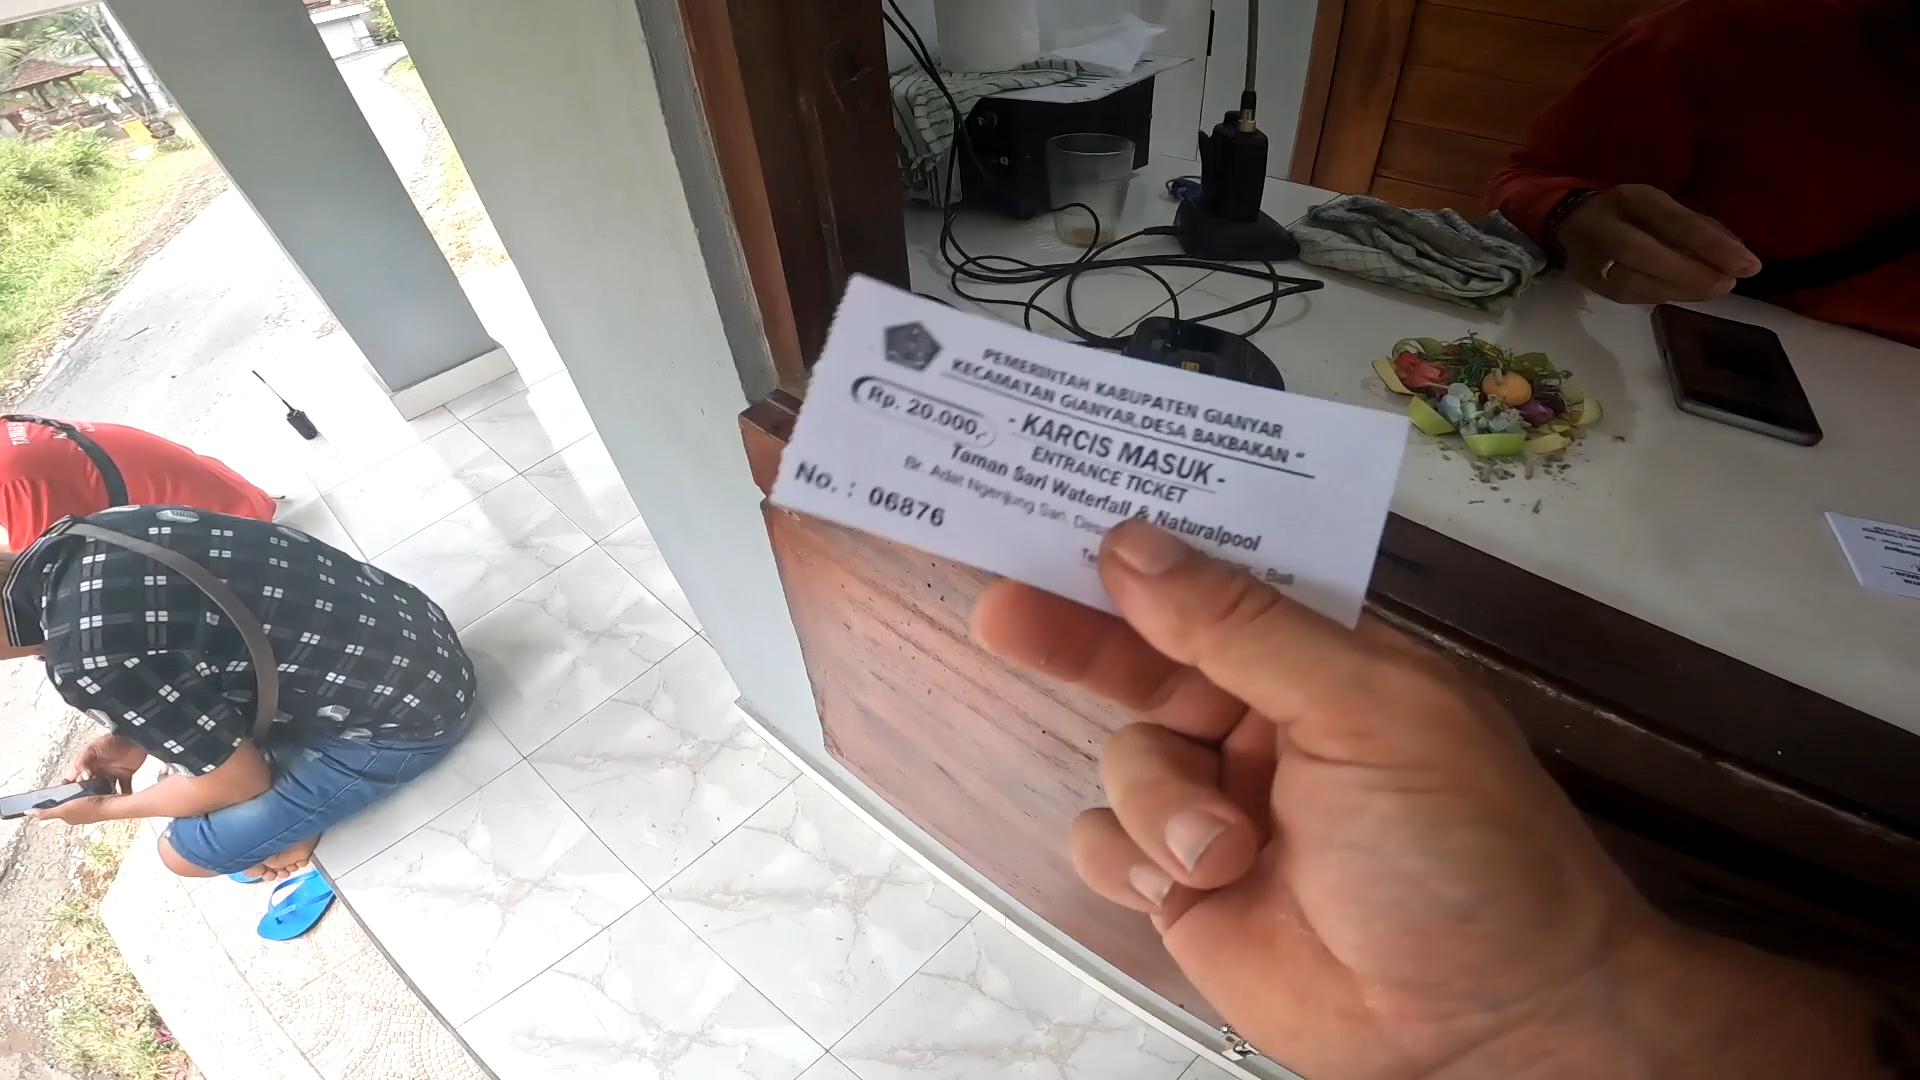 PEMERINTAH KABUPATEN GIANYAR
KECAMATAN GIANYAR.DESA BAKBAKAN "
Rp. 20.000,-
- KARCIS MASUK -
ENTRANCE TICKET
Taman Sari Waterfall & Naturalpool
Br. Adat Ngenjung Sari,
- Bali
No. : 06876